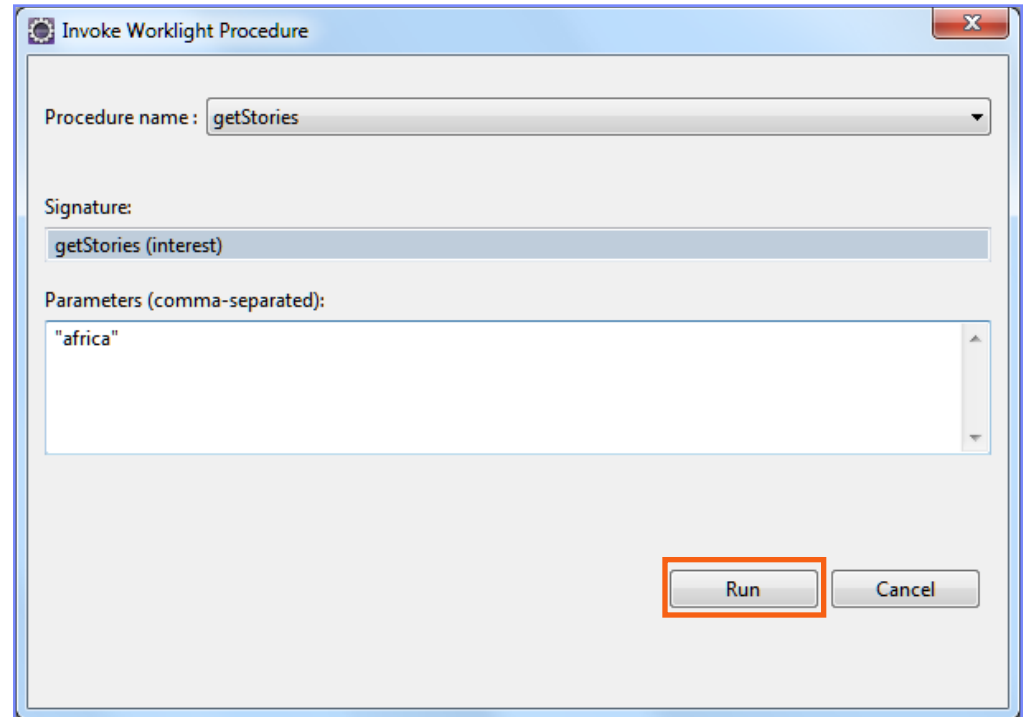 Invoke Worklight Procedure
Procedure name : getStories
Signature:
getStories (interest)
Parameters (comma-separated):
"africa"
Run Cancel